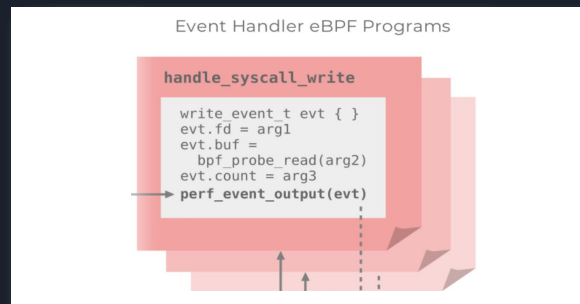 Event Handler eBPF Programs
handle_syscall_write
write_event_t evt { }
evt.fd = arg1
evt.buf =
bpf_probe_read(arg2)
evt.count = arg3
perf_event_output(evt)